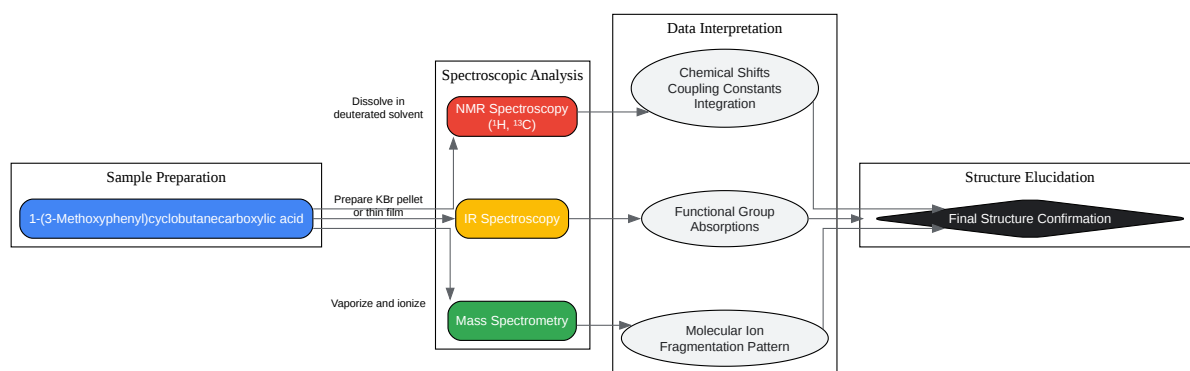 Sample Preparation
1-(3-Methoxyphenyl)cyclobutanecarboxylic acid
Dissolve in
deuterated solvent
Prepare KBr pellet
or thin film
Vaporize and ionize
Spectroscopic Analysis
NMR Spectroscopy
(¹H, ¹³C)
IR Spectroscopy
Mass Spectrometry
Data Interpretation
Chemical Shifts
Coupling Constants
Integration
Functional Group
Absorptions
Molecular Ion
Fragmentation Pattern
Structure Elucidation
Final Structure Confirmation